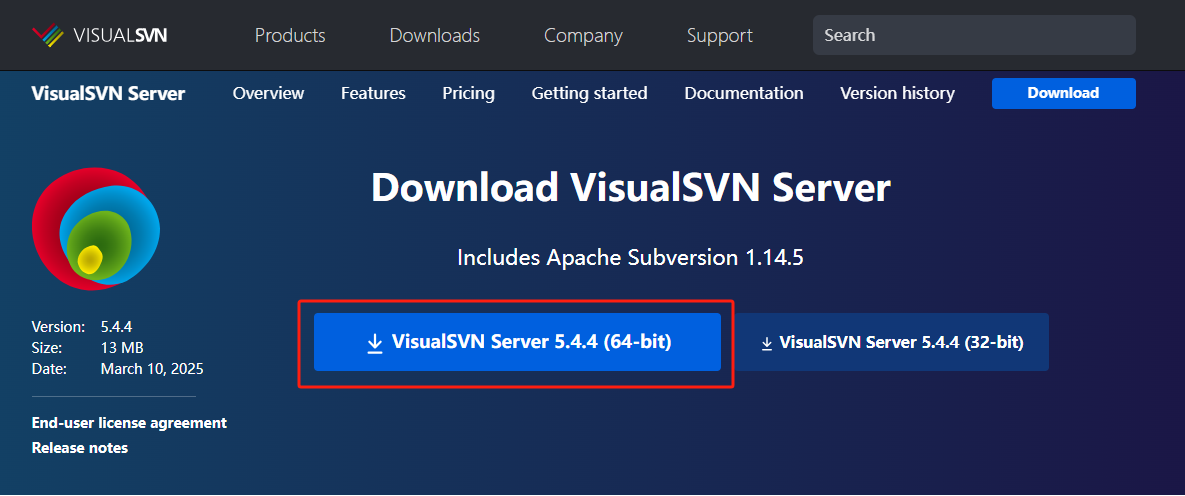 VISUALSVN Products Downloads Company Support Search
VisualSVN Server Overview Features Pricing Getting started Documentation Version history Download
Download VisualSVN Server
Includes Apache Subversion 1.14.5
VisualSVN Server 5.4.4 (64-bit) VisualSVN Server 5.4.4 (32-bit)
Version: 5.4.4
Size: 13 MB
Date: March 10, 2025
End-user license agreement
Release notes